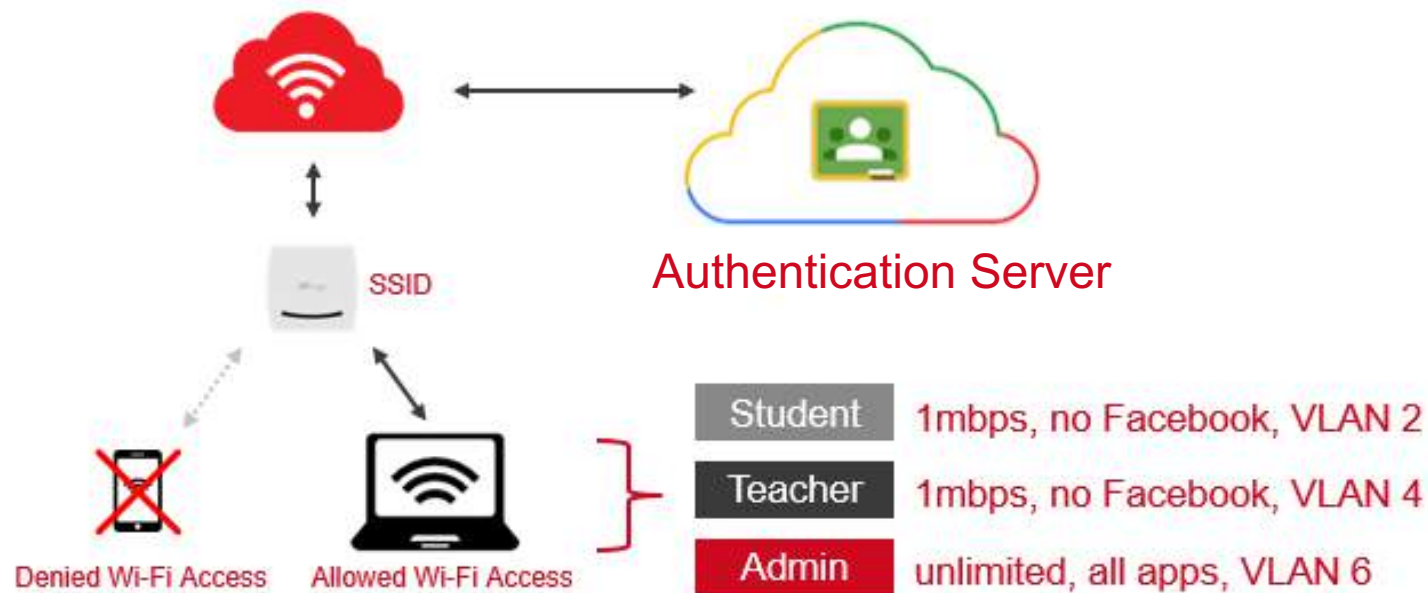 Authentication Server
SSID
Student 1mbps, no Facebook, VLAN 2
Teacher 1mbps, no Facebook, VLAN 4
Admin unlimited, all apps, VLAN 6
Denied Wi-Fi Access Allowed Wi-Fi Access